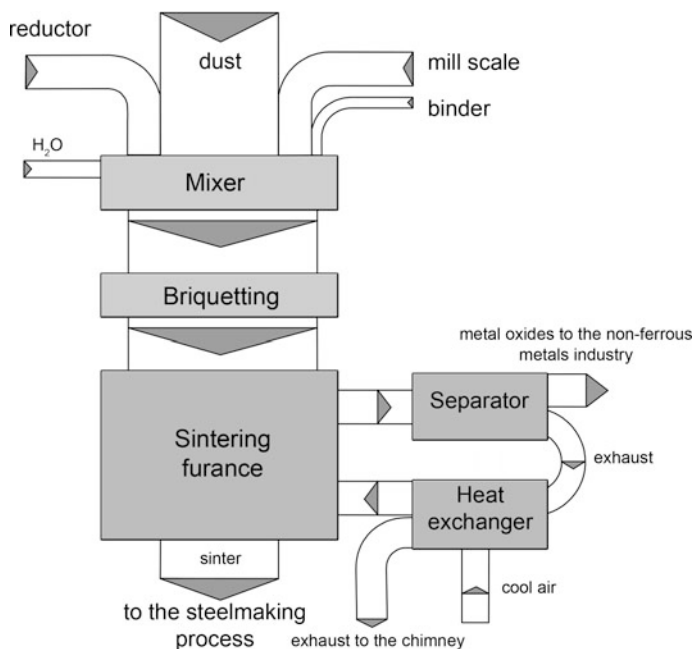 reductor
dust
mill scale
binder
H₂O
Mixer
Briquetting
metal oxides to the non-ferrous
metals industry
Separator
Sintering
furance
exhaust
Heat
exchanger
sinter
cool air
to the steelmaking
process
exhaust to the chimney